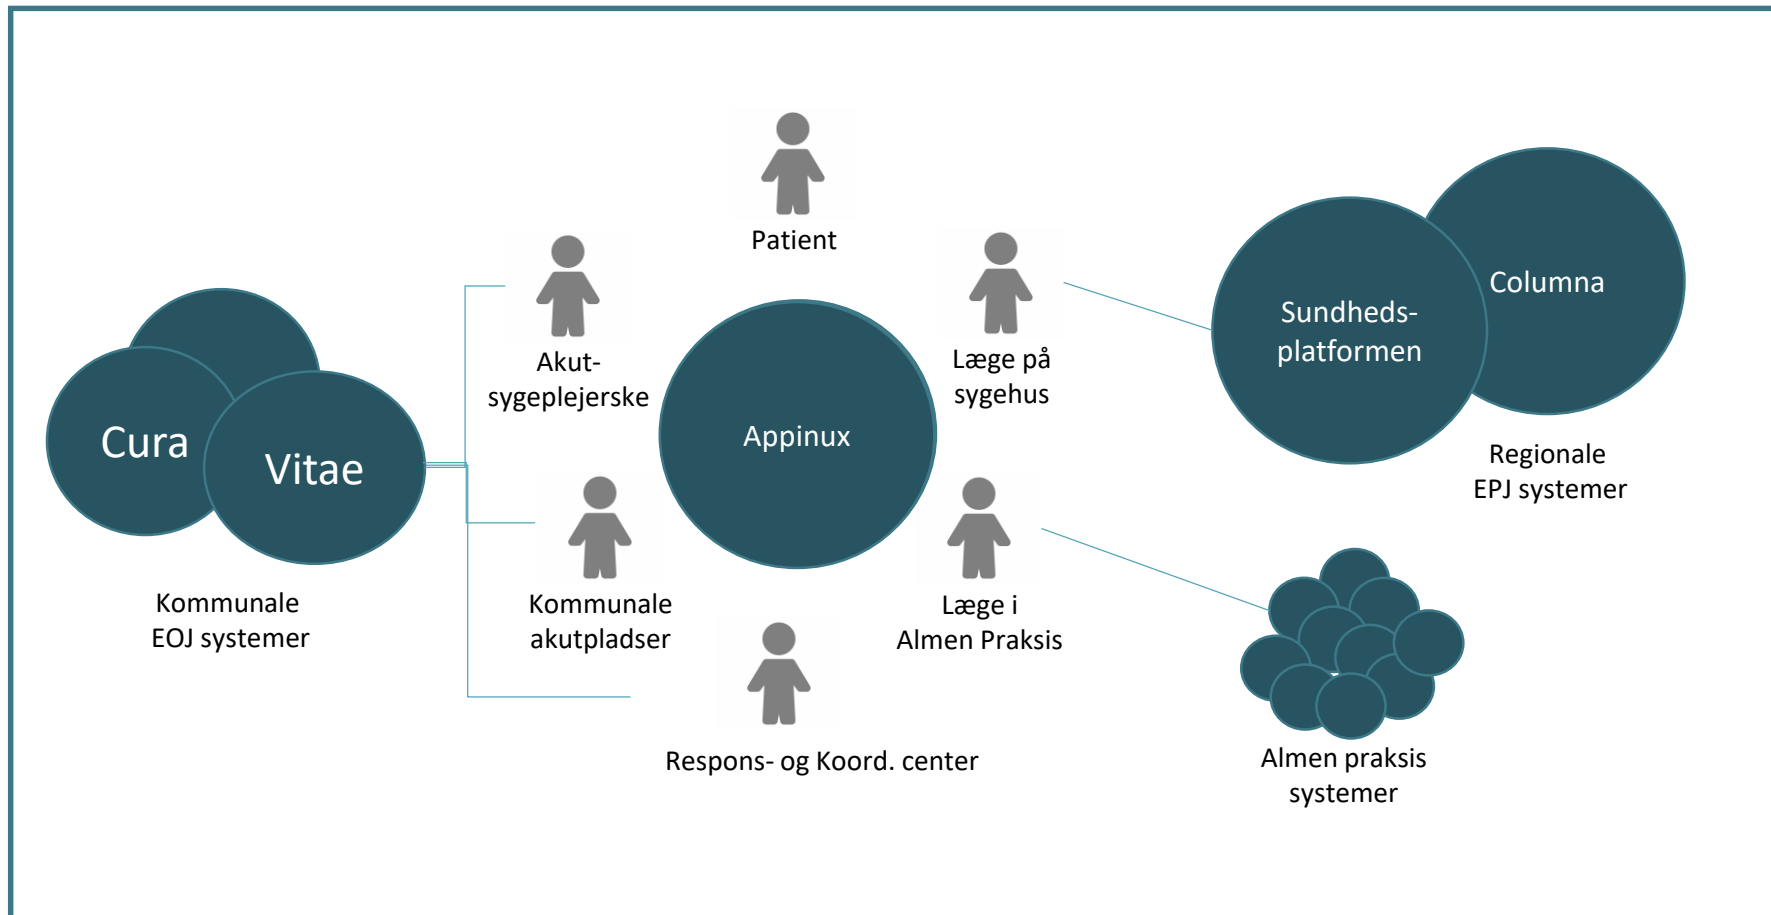 Patient
Akut-
sygeplejerske
Læge på
sygehus
Sundheds-
platformen
Columna
Cura
Vitae
Appinux
Regionale
EPJ systemer
Kommunale
EOJ systemer
Kommunale
akutpladser
Læge i
Almen Praksis
Respons- og Koord. center
Almen praksis
systemer